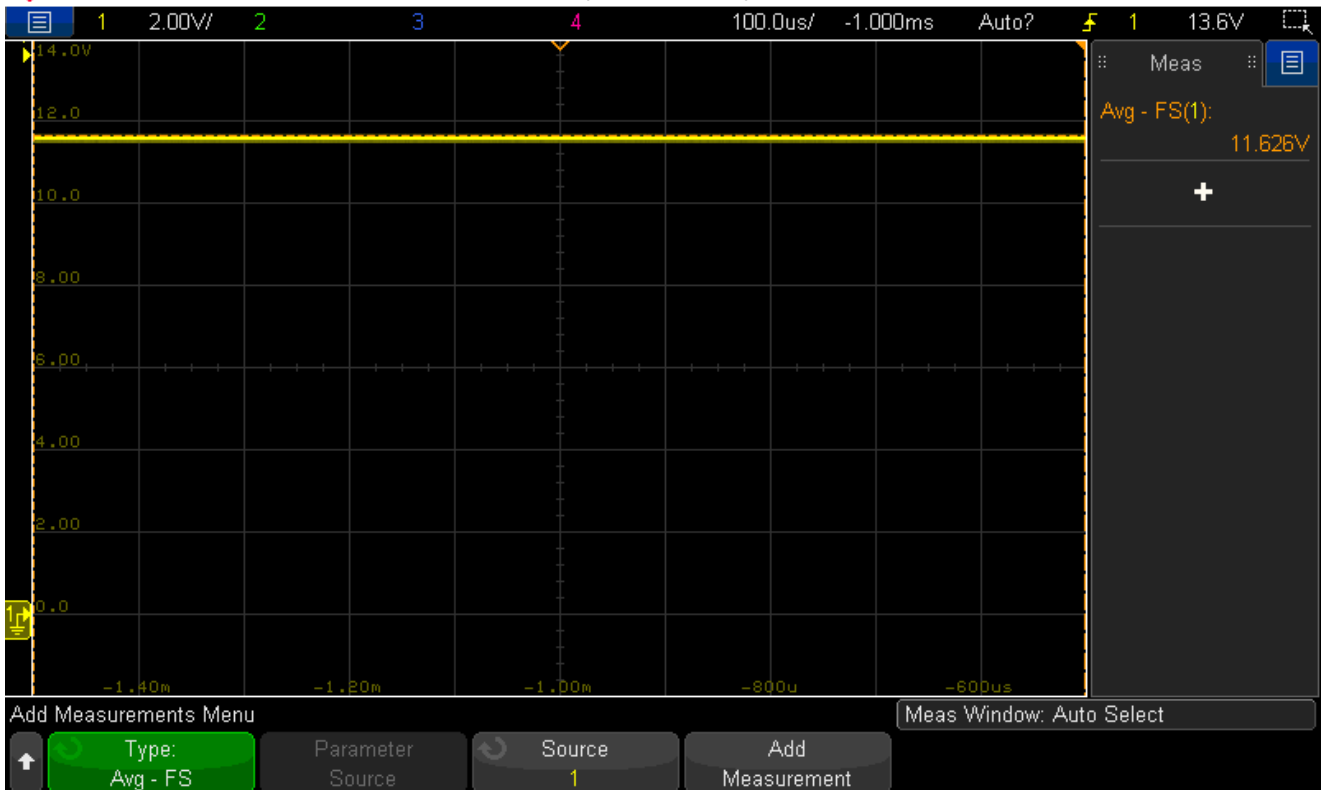 1 2.00V/ 2 3 4 100.0us/ -1.000ms Auto? 1 13.6V
14.0V
Meas
12.0
Avg - FS(1):
11.626V
10.0
+
8.00
6.00
4.00
2.00
1 0.0
-1.40m -1.20m -1.00m -800u -600us
Add Measurements Menu
Meas Window: Auto Select
Type: Parameter Source Add
Avg - FS Source 1 Measurement